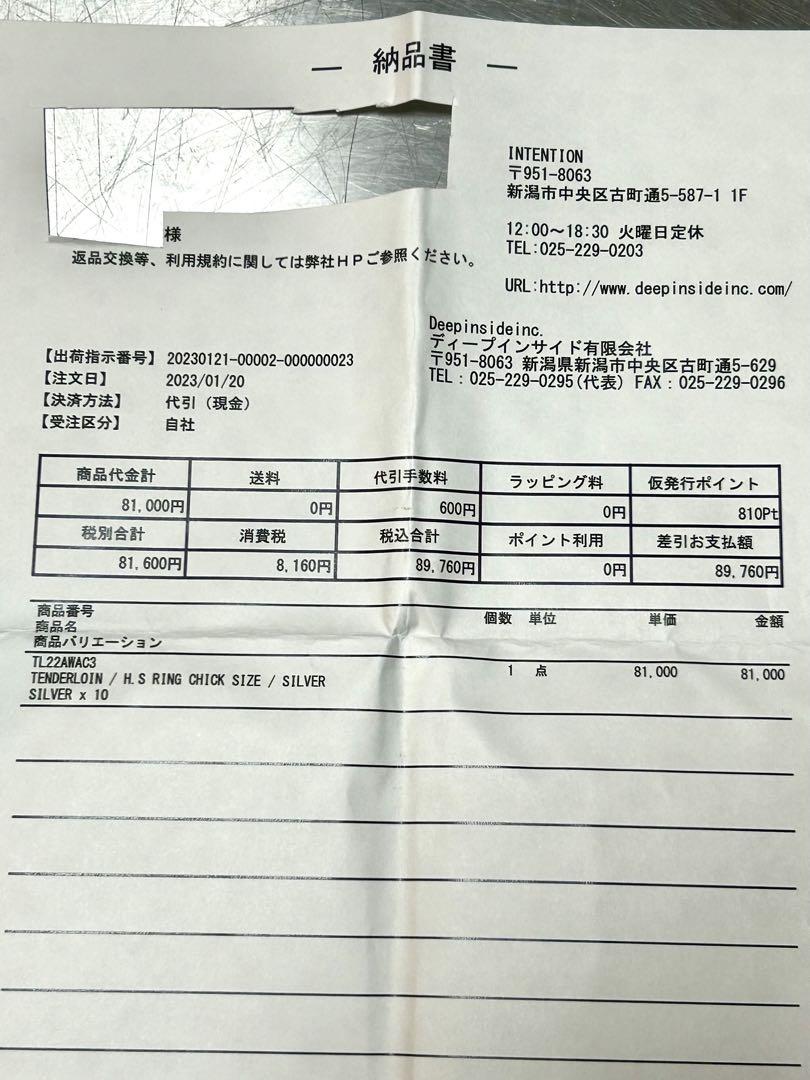 — 納品書 —
INTENTION
〒951-8063
新潟市中央区古町通5-587-1 1F
12:00～18:30 火曜日定休
TEL:025-229-0203
URL:http://www.deepinsideinc.com/
様
返品交換等、利用規約に関しては弊社ＨＰご参照ください。
Deepinsideinc.
ディープインサイド有限会社
〒951-8063 新潟県新潟市中央区古町通5-629
TEL：025-229-0295(代表) FAX：025-229-0296
【出荷指示番号】 20230121-00002-000000023
【注文日】 2023/01/20
【決済方法】 代引（現金）
【受注区分】 自社
商品代金計 送料 代引手数料 ラッピング料 仮発行ポイント
81,000円 0円 600円 0円 810Pt
税別合計 消費税 税込合計 ポイント利用 差引お支払額
81,600円 8,160円 89,760円 0円 89,760円
商品番号
商品名 個数 単位 単価 金額
商品バリエーション
TL22AWAC3
TENDERLOIN / H.S RING CHICK SIZE / SILVER 1 点 81,000 81,000
SILVER x 10